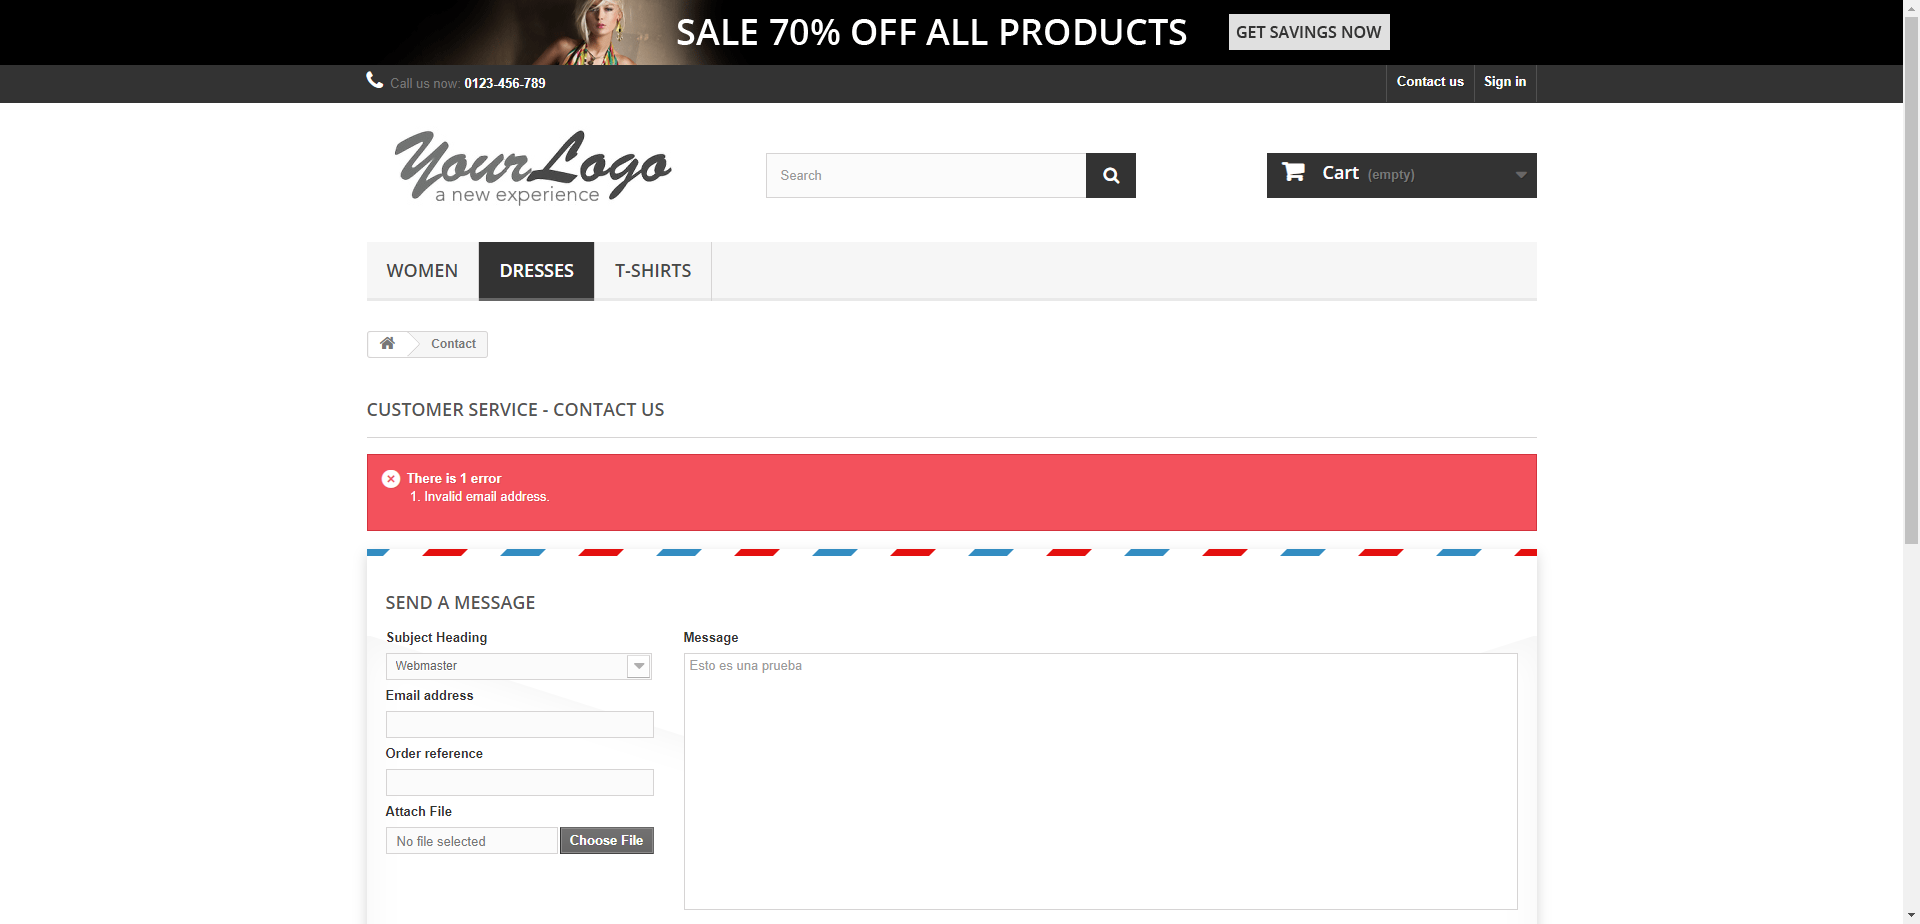 SALE 70% OFF ALL PRODUCTS
GET SAVINGS NOW
Call us now: 0123-456-789
Contact us
Sign in
YourLogo
a new experience
Search
Cart (empty)
WOMEN
DRESSES
T-SHIRTS
Contact
CUSTOMER SERVICE - CONTACT US
There is 1 error
1. Invalid email address.
SEND A MESSAGE
Subject Heading
Webmaster
Email address
Order reference
Attach File
No file selected
Choose File
Message
Esto es una prueba